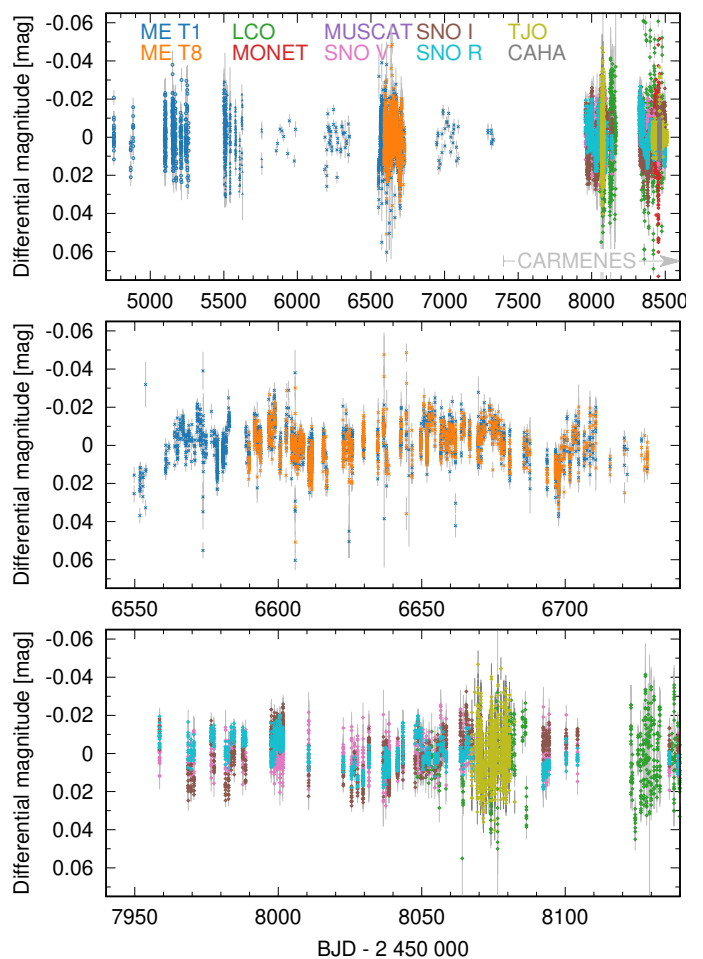 Differential magnitude [mag]
-0.06
-0.04
-0.02
0
0.02
0.04
0.06
ME T1 LCO MUSCAT SNO I TJO
ME T8 MONET SNO V SNO R CAHA
CARMENES
5000 5500 6000 6500 7000 7500 8000 8500
Differential magnitude [mag]
-0.06
-0.04
-0.02
0
0.02
0.04
0.06
6550 6600 6650 6700
Differential magnitude [mag]
-0.06
-0.04
-0.02
0
0.02
0.04
0.06
7950 8000 8050 8100
BJD - 2 450 000